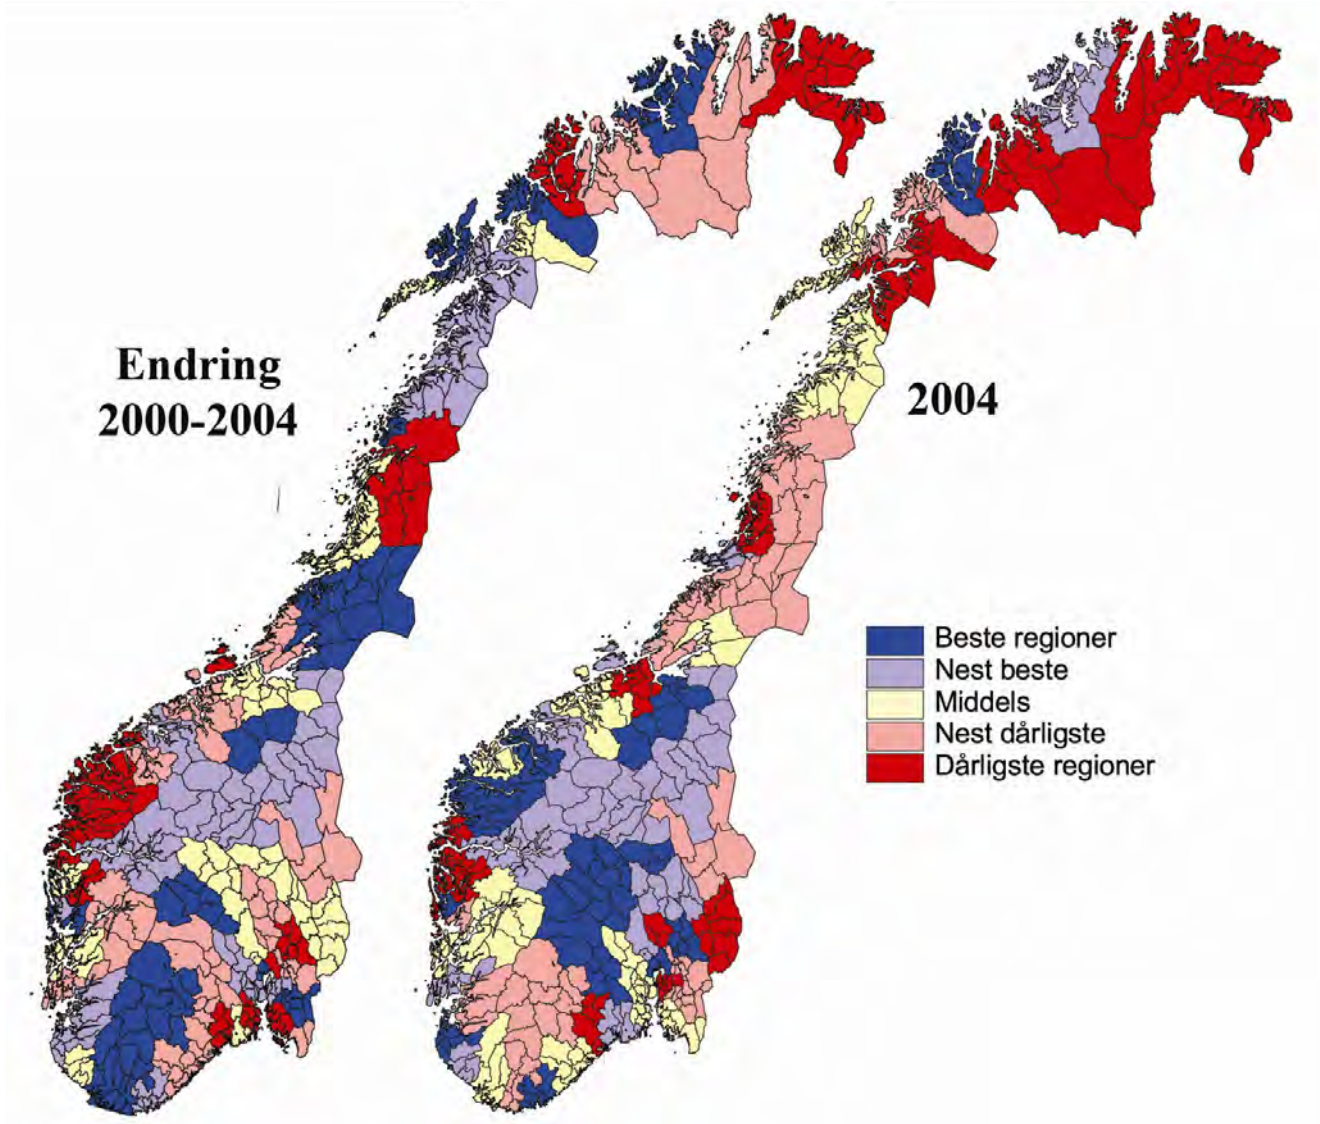 Endring
2000-2004
2004
Beste regioner
Nest beste
Middels
Nest dårligste
Dårligste regioner